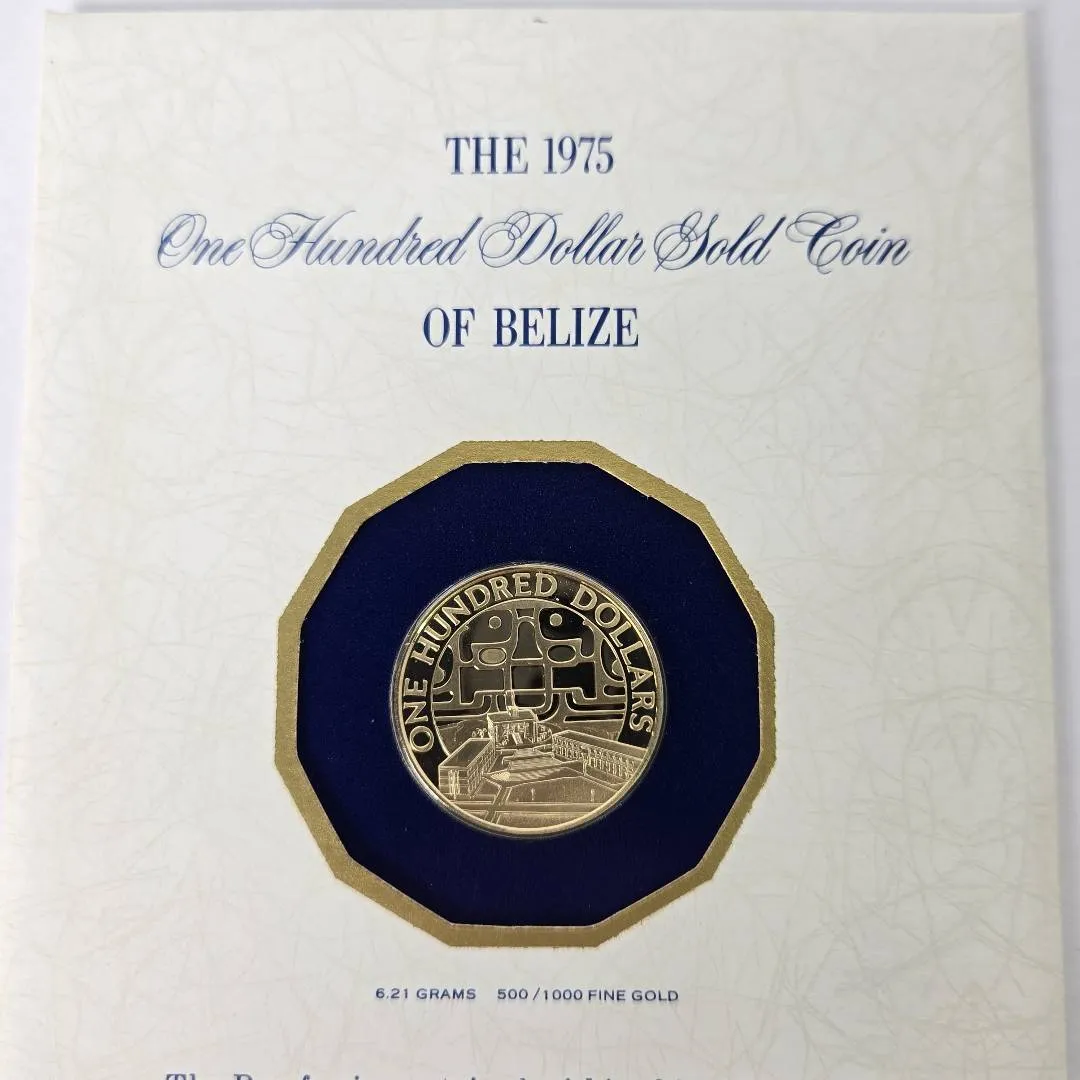 THE 1975
One Hundred Dollar Gold Coin
OF BELIZE
ONE HUNDRED DOLLARS
6.21 GRAMS 500/1000 FINE GOLD
The